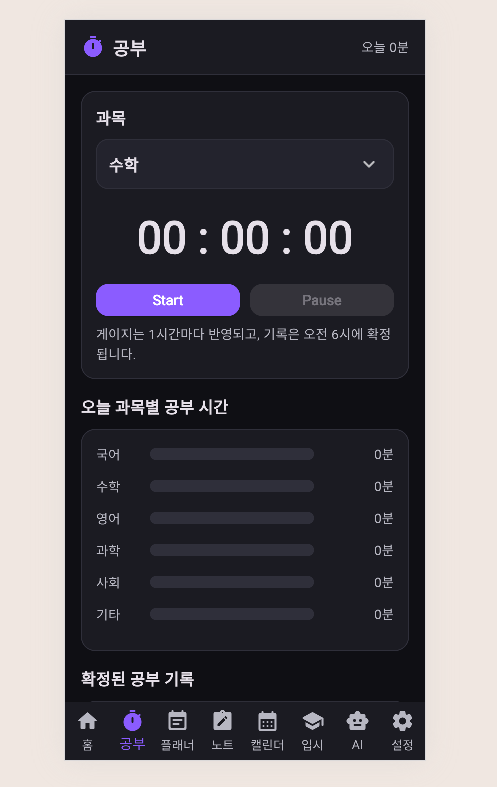 공부
오늘 0분
과목
수학
00 : 00 : 00
Start
Pause
게이지는 1시간마다 반영되고, 기록은 오전 6시에 확정
됩니다.
오늘 과목별 공부 시간
국어 0분
수학 0분
영어 0분
과학 0분
사회 0분
기타 0분
확정된 공부 기록
홈 공부 플래너 노트 캘린더 입시 AI 설정